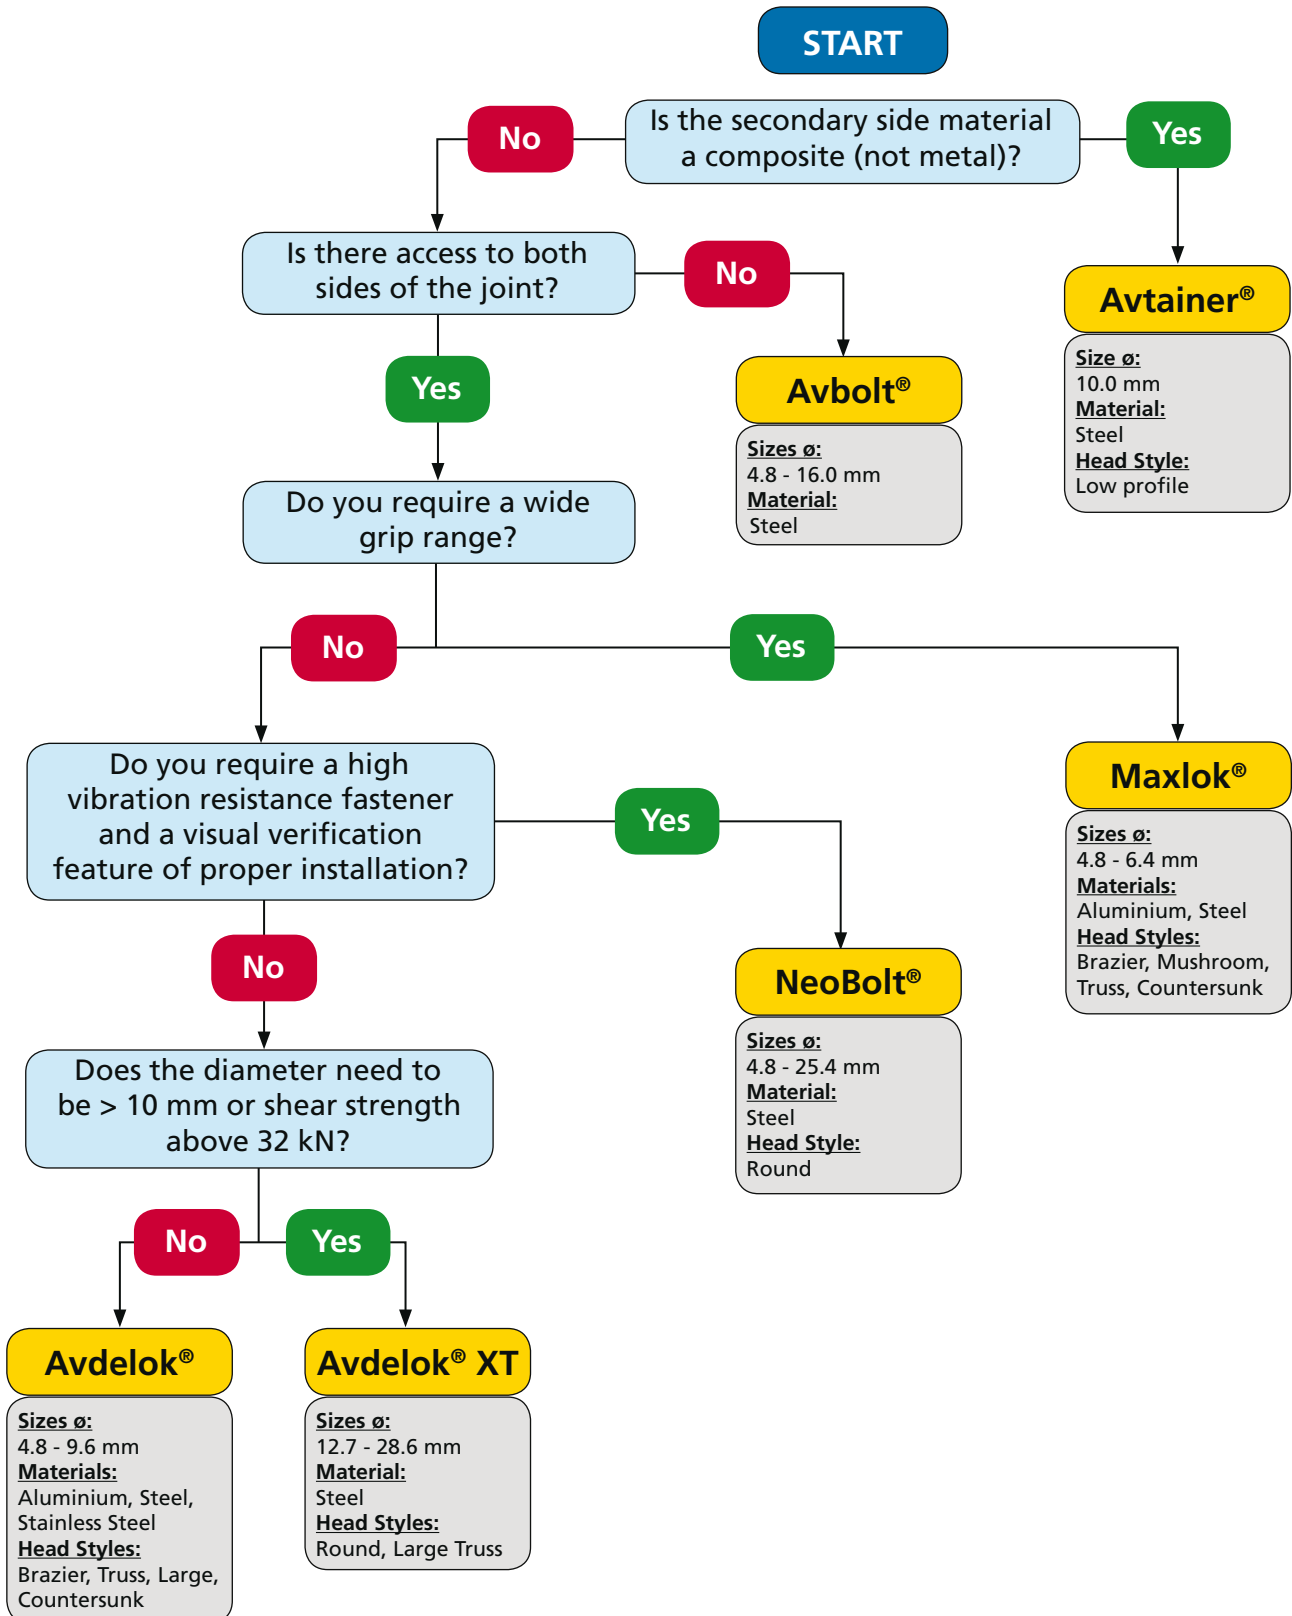 START
No
Is the secondary side material
a composite (not metal)?
Yes
Is there access to both
sides of the joint?
No
Avtainer®
Size ø:
10.0 mm
Material:
Steel
Head Style:
Low profile
Yes
Avbolt®
Sizes ø:
4.8 - 16.0 mm
Material:
Steel
Do you require a wide
grip range?
No
Yes
Do you require a high
vibration resistance fastener
and a visual verification
feature of proper installation?
Yes
Maxlok®
Sizes ø:
4.8 - 6.4 mm
Materials:
Aluminium, Steel
Head Styles:
Brazier, Mushroom,
Truss, Countersunk
No
NeoBolt®
Sizes ø:
4.8 - 25.4 mm
Material:
Steel
Head Style:
Round
Does the diameter need to
be > 10 mm or shear strength
above 32 kN?
No
Yes
Avdelok®
Sizes ø:
4.8 - 9.6 mm
Materials:
Aluminium, Steel,
Stainless Steel
Head Styles:
Brazier, Truss, Large,
Countersunk
Avdelok® XT
Sizes ø:
12.7 - 28.6 mm
Material:
Steel
Head Styles:
Round, Large Truss